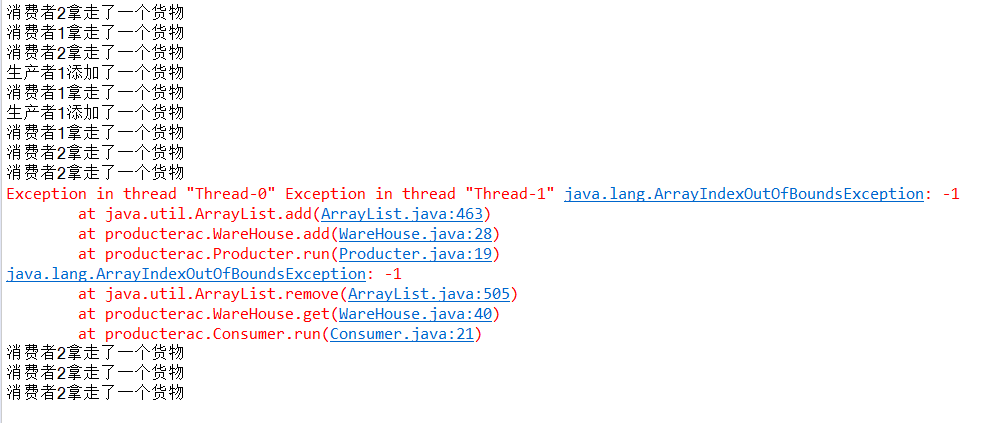 消费者2拿走了一个货物
消费者1拿走了一个货物
消费者2拿走了一个货物
生产者1添加了一个货物
消费者1拿走了一个货物
生产者1添加了一个货物
消费者1拿走了一个货物
消费者2拿走了一个货物
消费者2拿走了一个货物
Exception in thread "Thread-0" Exception in thread "Thread-1" java.lang.ArrayIndexOutOfBoundsException: -1
at java.util.ArrayList.add(ArrayList.java:463)
at producterac.WareHouse.add(WareHouse.java:28)
at producterac.Producter.run(Producter.java:19)
java.lang.ArrayIndexOutOfBoundsException: -1
at java.util.ArrayList.remove(ArrayList.java:505)
at producterac.WareHouse.get(WareHouse.java:40)
at producterac.Consumer.run(Consumer.java:21)
消费者2拿走了一个货物
消费者2拿走了一个货物
消费者2拿走了一个货物